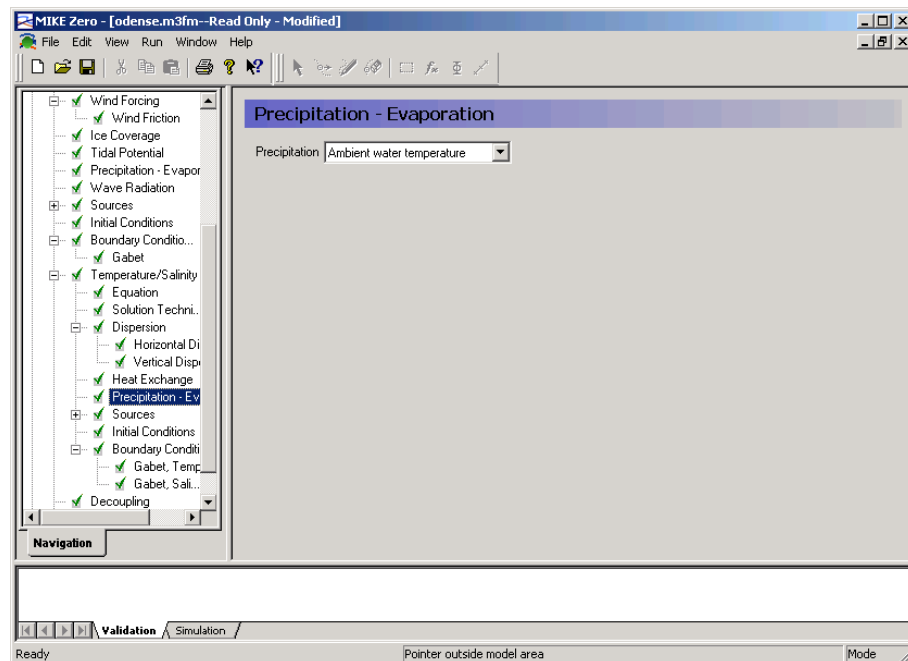 MIKE Zero - [odense.m3fm--Read Only - Modified]
File Edit View Run Window Help
Wind Forcing
Wind Friction
Ice Coverage
Tidal Potential
Precipitation - Evapor
Wave Radiation
Sources
Initial Conditions
Boundary Conditio...
Gabet
Temperature/Salinity
Equation
Solution Techni...
Dispersion
Horizontal Di
Vertical Disp
Heat Exchange
Precipitation - Ev
Sources
Initial Conditions
Boundary Conditi
Gabet, Temp
Gabet, Sali...
Decoupling
Navigation
Precipitation - Evaporation
Precipitation Ambient water temperature
Validation Simulation
Ready Pointer outside model area Mode